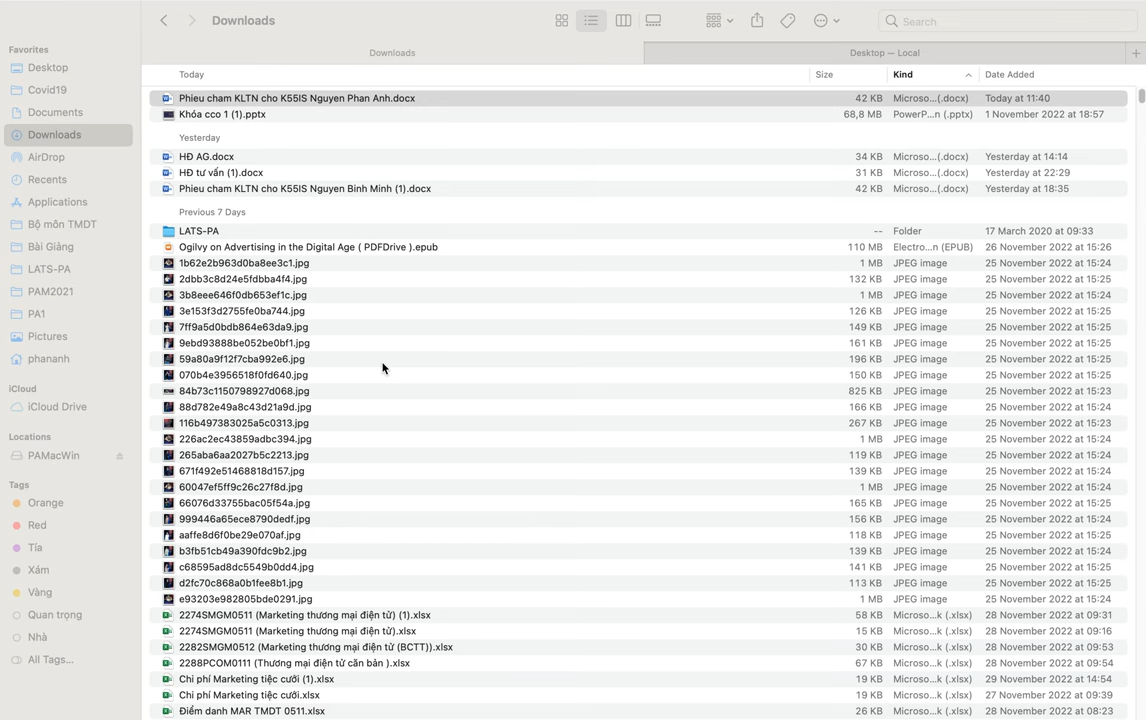 Downloads
Search
Downloads
Desktop — Local
Favorites
Desktop
Covid19
Documents
Downloads
AirDrop
Recents
Applications
Bộ môn TMDT
Bài Giảng
LATS-PA
PAM2021
PA1
Pictures
phananh
iCloud
iCloud Drive
Locations
PAMacWin
Tags
Orange
Red
Tía
Xám
Vàng
Quan trọng
Nhà
All Tags...
Today Size Kind Date Added
Phieu cham KLTN cho K55IS Nguyen Phan Anh.docx 42 KB Microso...(.docx) Today at 11:40
Khóa cco 1 (1).pptx 68,8 MB PowerP...n (.pptx) 1 November 2022 at 18:57
Yesterday
HĐ AG.docx 34 KB Microso...(.docx) Yesterday at 14:14
HĐ tư vấn (1).docx 31 KB Microso...(.docx) Yesterday at 22:29
Phieu cham KLTN cho K55IS Nguyen Binh Minh (1).docx 42 KB Microso...(.docx) Yesterday at 18:35
Previous 7 Days
LATS-PA -- Folder 17 March 2020 at 09:33
Ogilvy on Advertising in the Digital Age ( PDFDrive ).epub 110 MB Electro...n (EPUB) 26 November 2022 at 15:26
1b62e2b963d0ba8ee3c1.jpg 1 MB JPEG image 25 November 2022 at 15:24
2dbb3c8d24e5fdbba4f4.jpg 132 KB JPEG image 25 November 2022 at 15:25
3b8eee646f0db653ef1c.jpg 1 MB JPEG image 25 November 2022 at 15:24
3e153f3d2755fe0ba744.jpg 126 KB JPEG image 25 November 2022 at 15:25
7ff9a5d0bdb864e63da9.jpg 149 KB JPEG image 25 November 2022 at 15:25
9ebd93888be052be0bf1.jpg 161 KB JPEG image 25 November 2022 at 15:25
59a80a9f12f7cba992e6.jpg 196 KB JPEG image 25 November 2022 at 15:25
070b4e3956518f0fd640.jpg 150 KB JPEG image 25 November 2022 at 15:25
84b73c1150798927d068.jpg 825 KB JPEG image 25 November 2022 at 15:23
88d782e49a8c43d21a9d.jpg 166 KB JPEG image 25 November 2022 at 15:24
116b497383025a5c0313.jpg 267 KB JPEG image 25 November 2022 at 15:23
226ac2ec43859adbc394.jpg 1 MB JPEG image 25 November 2022 at 15:24
265aba6aa2027b5c2213.jpg 119 KB JPEG image 25 November 2022 at 15:25
671f492e51468818d157.jpg 139 KB JPEG image 25 November 2022 at 15:25
60047ef5ff9c26c27f8d.jpg 1 MB JPEG image 25 November 2022 at 15:24
66076d33755bac05f54a.jpg 165 KB JPEG image 25 November 2022 at 15:25
999446a65ece8790dedf.jpg 156 KB JPEG image 25 November 2022 at 15:24
aaffe8d6f0be29e070af.jpg 118 KB JPEG image 25 November 2022 at 15:25
b3fb51cb49a390fdc9b2.jpg 139 KB JPEG image 25 November 2022 at 15:24
c68595ad8dc5549b0dd4.jpg 141 KB JPEG image 25 November 2022 at 15:25
d2fc70c868a0b1fee8b1.jpg 113 KB JPEG image 25 November 2022 at 15:25
e93203e982805bde0291.jpg 1 MB JPEG image 25 November 2022 at 15:24
2274SMGM0511 (Marketing thương mại điện tử) (1).xlsx 58 KB Microso...k (.xlsx) 28 November 2022 at 09:31
2274SMGM0511 (Marketing thương mại điện tử).xlsx 15 KB Microso...k (.xlsx) 28 November 2022 at 09:16
2282SMGM0512 (Marketing thương mại điện tử (BCTT)).xlsx 30 KB Microso...k (.xlsx) 28 November 2022 at 09:53
2288PCOM0111 (Thương mại điện tử căn bản ).xlsx 67 KB Microso...k (.xlsx) 28 November 2022 at 09:54
Chi phí Marketing tiệc cưới (1).xlsx 19 KB Microso...k (.xlsx) 29 November 2022 at 14:54
Chi phí Marketing tiệc cưới.xlsx 19 KB Microso...k (.xlsx) 27 November 2022 at 09:39
Điểm danh MAR TMDT 0511.xlsx 26 KB Microso...k (.xlsx) 28 November 2022 at 08:23